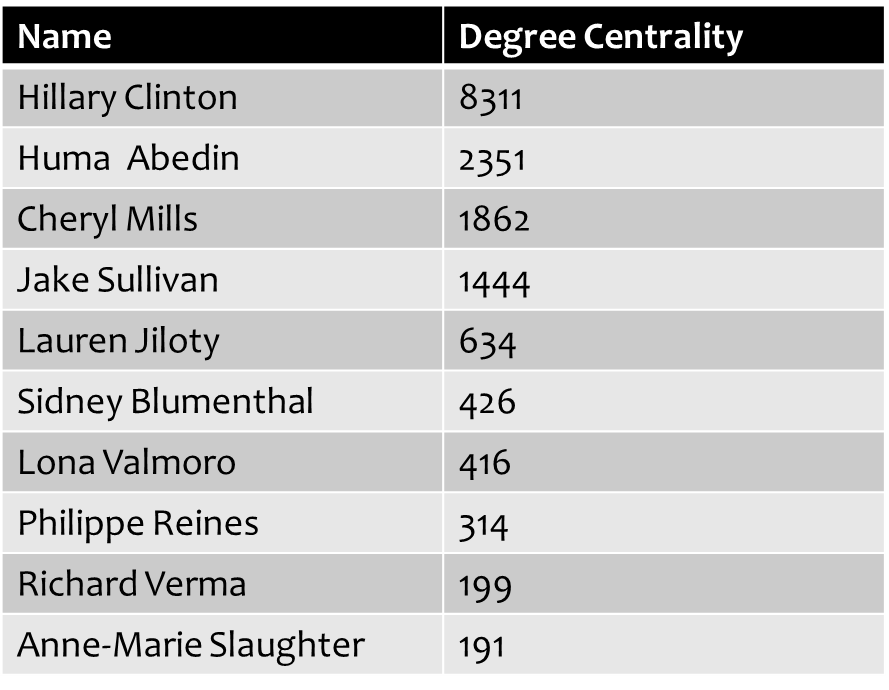 Name Degree Centrality
Hillary Clinton 8311
Huma Abedin 2351
Cheryl Mills 1862
Jake Sullivan 1444
Lauren Jiloty 634
Sidney Blumenthal 426
Lona Valmoro 416
Philippe Reines 314
Richard Verma 199
Anne-Marie Slaughter 191